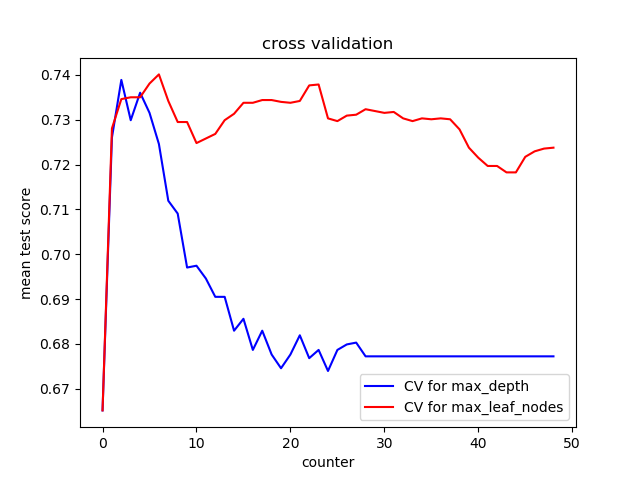 cross validation
0.74
0.73
0.72
0.71
0.70
0.69
0.68
0.67
mean test score
0 10 20 30 40 50
counter
CV for max_depth
CV for max_leaf_nodes